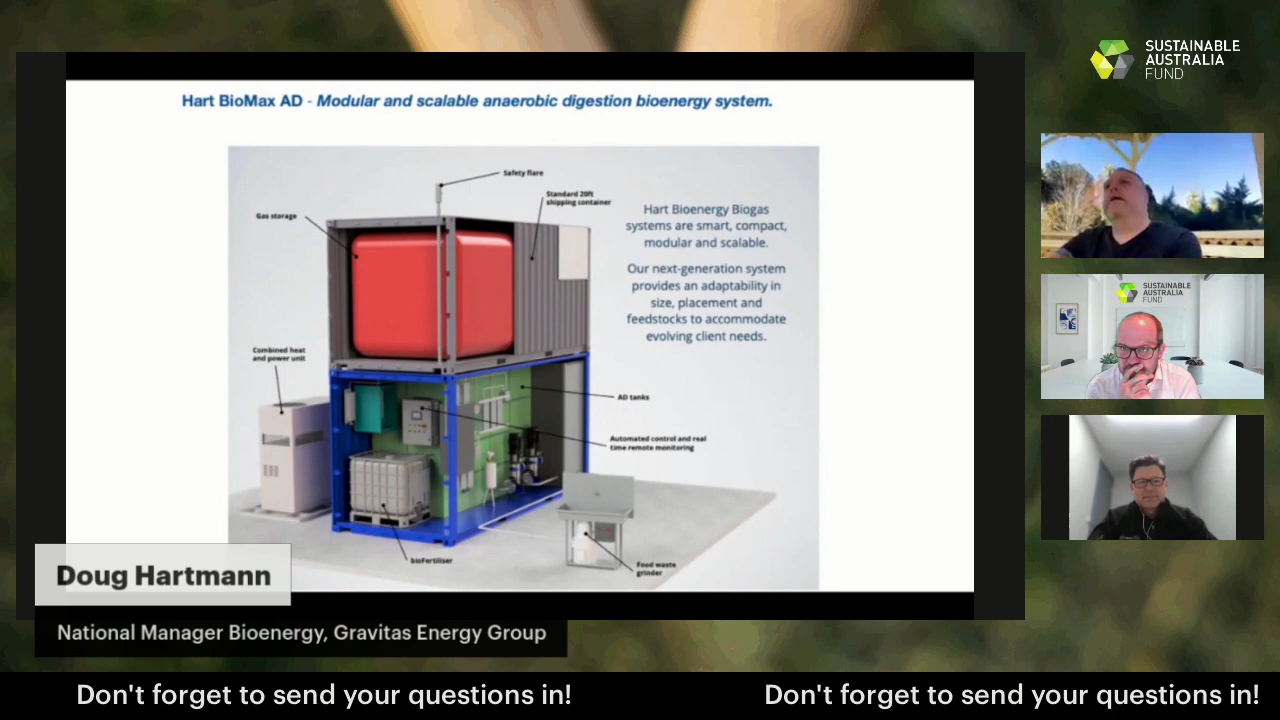 SUSTAINABLE
AUSTRALIA
FUND
Hart BioMax AD - Modular and scalable anaerobic digestion bioenergy system.
Safety flare
Standard 20ft
shipping container
Gas storage
Hart Bioenergy Biogas
systems are smart, compact,
modular and scalable.
Our next-generation system
provides an adaptability in
size, placement and
feedstocks to accommodate
evolving client needs.
Combined heat
and power unit
AD tanks
Automated control and real
time remote monitoring
bioFertiliser
Food waste
grinder
SUSTAINABLE
AUSTRALIA
FUND
Doug Hartmann
National Manager Bioenergy, Gravitas Energy Group
Don't forget to send your questions in!
Don't forget to send your questions in!